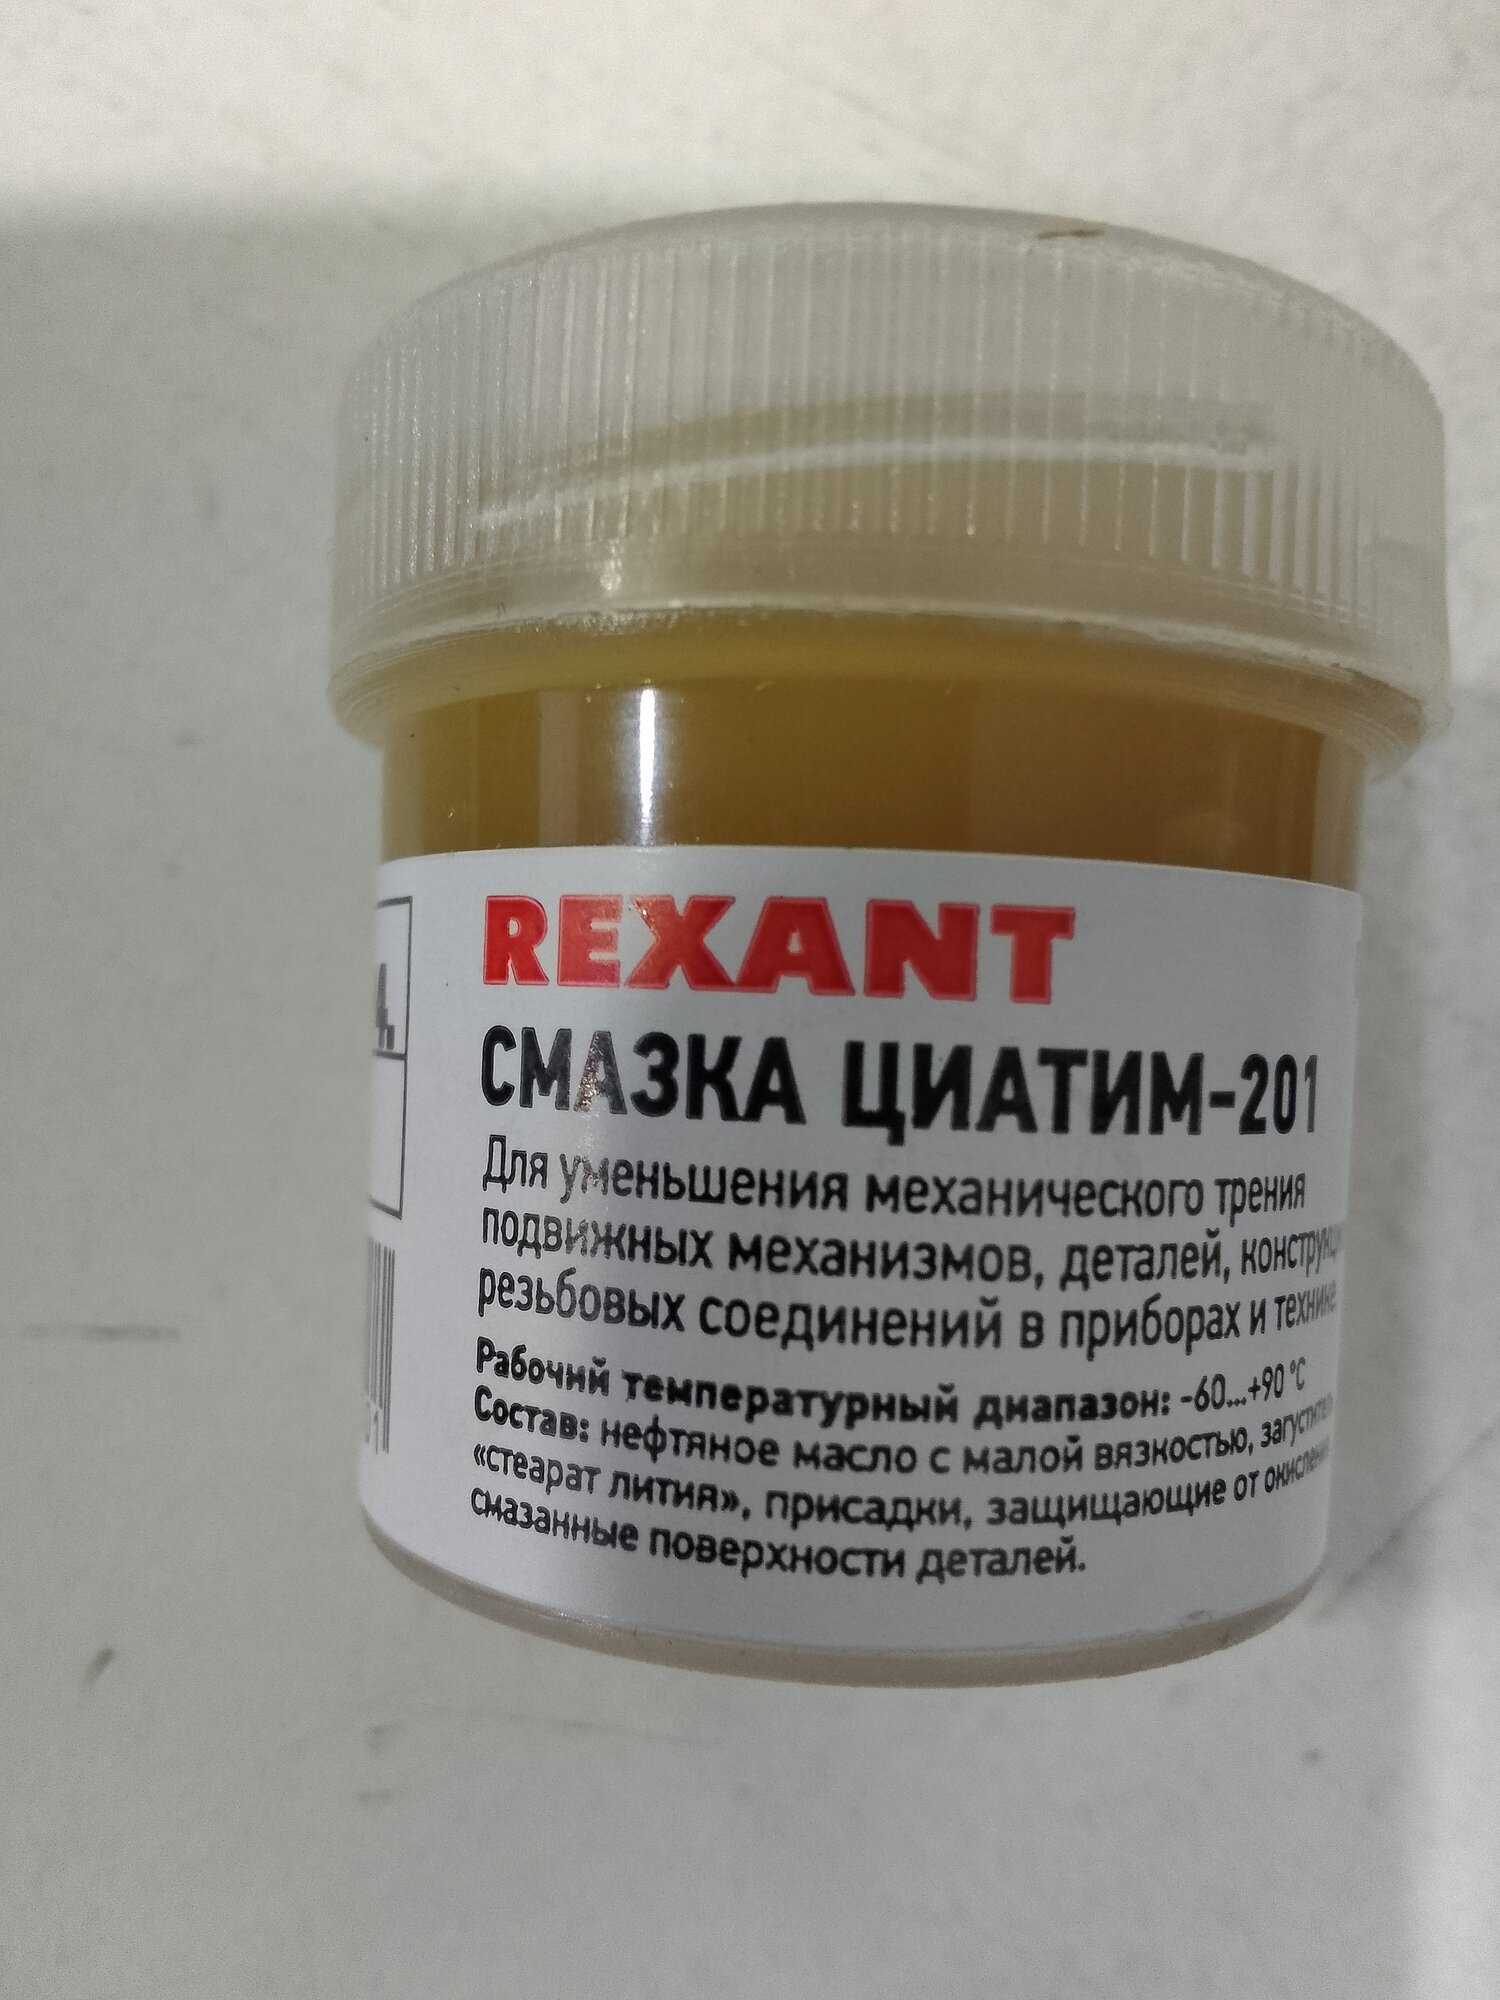 REXANT
СМАЗКА ЦИАТИМ-201
Для уменьшения механического трения
подвижных механизмов, деталей,
резьбовых соединений в приборах и технике
Рабочий температурный диапазон: -60...+90 °С
Состав: нефтяное масло с малой вязкостью,
«стеарат лития», присадки, защищающие от
смазанные поверхности деталей.